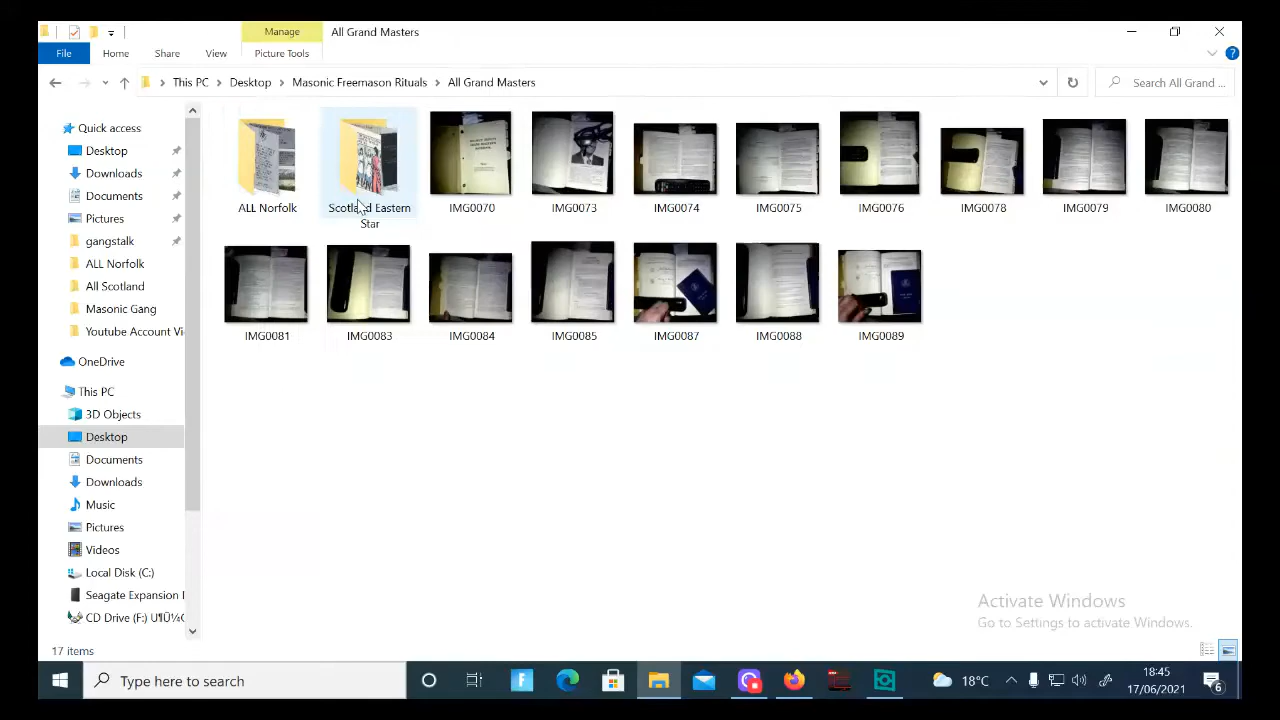 Manage
All Grand Masters
File
Home
Share
View
Picture Tools
This PC
Desktop
Masonic Freemason Rituals
All Grand Masters
Search All Grand ...
Quick access
Desktop
Downloads
Documents
Pictures
gangstalk
ALL Norfolk
All Scotland
Masonic Gang
Youtube Account Vi
OneDrive
This PC
3D Objects
Desktop
Documents
Downloads
Music
Pictures
Videos
Local Disk (C:)
Seagate Expansion
CD Drive (F:)
ALL Norfolk
Scotland Eastern
Star
IMG0070
IMG0073
IMG0074
IMG0075
IMG0076
IMG0078
IMG0079
IMG0080
IMG0081
IMG0083
IMG0084
IMG0085
IMG0087
IMG0088
IMG0089
Activate Windows
Go to Settings to activate Windows.
17 items
Type here to search
18°C
18:45
17/06/2021
6